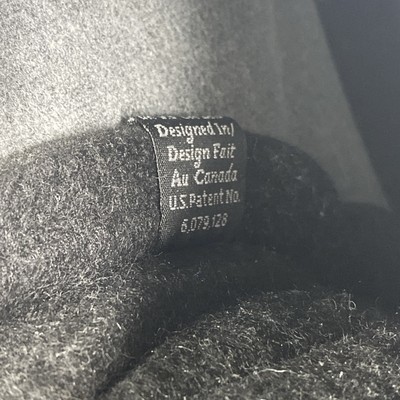 Designed In/
Design Fait
Au Canada
U.S. Patent No.
6,079,128